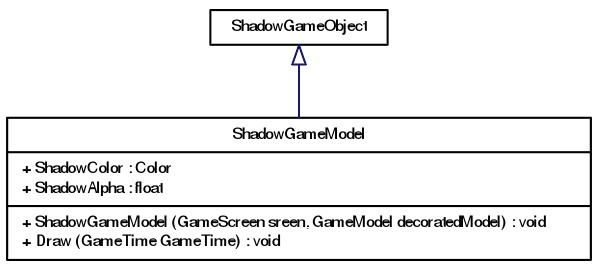 ShadowGameObject
ShadowGameModel
+ ShadowColor : Color
+ ShadowAlpha : float
+ ShadowGameModel (GameScreen sreen, GameModel decoratedModel) : void
+ Draw (GameTime GameTime) : void